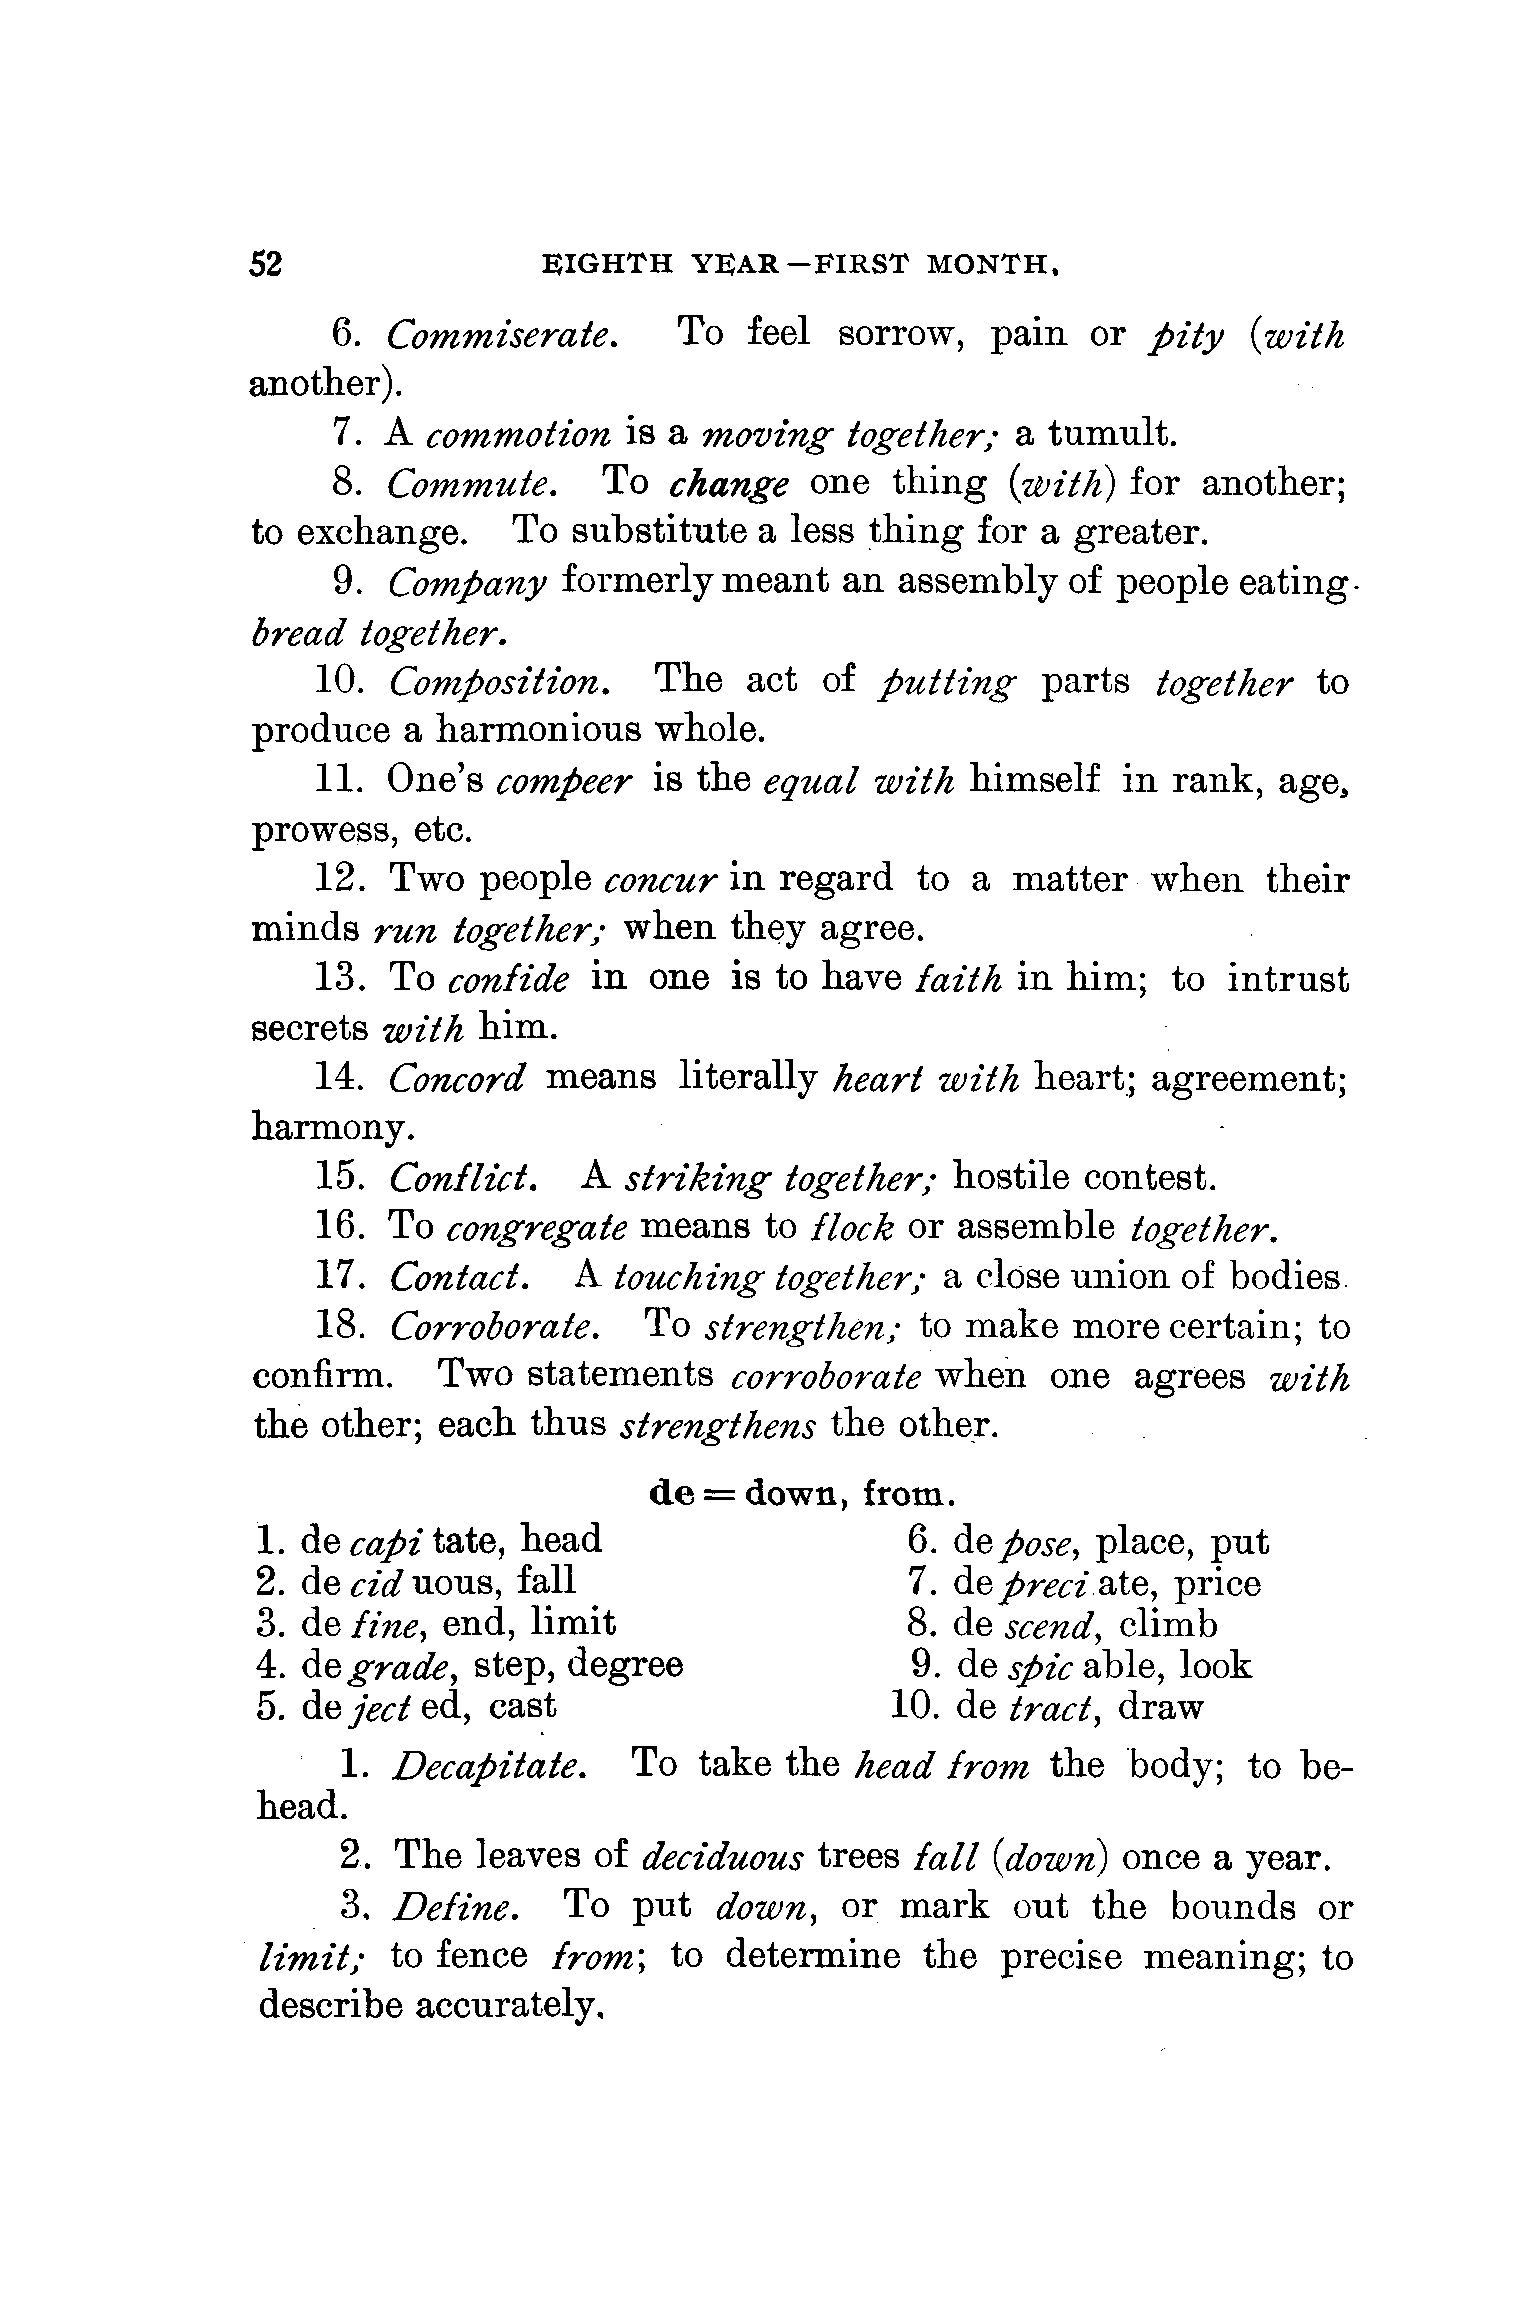 52 EIGHTH YEAR—FIRST MONTH.
6. Commiserate. To feel sorrow, pain or pity (with
another).
7. A commotion is a moving together; a tumult.
8. Commute. To change one thing (with) for another;
to exchange. To substitute a less thing for a greater.
9. Company formerly meant an assembly of people eating
bread together.
10. Composition. The act of putting parts together to
produce a harmonious whole.
11. One's compeer is the equal with himself in rank, age,
prowess, etc.
12. Two people concur in regard to a matter when their
minds run together; when they agree.
13. To confide in one is to have faith in him; to intrust
secrets with him.
14. Concord means literally heart with heart; agreement;
harmony.
15. Conflict. A striking together; hostile contest.
16. To congregate means to flock or assemble together.
17. Contact. A touching together; a close union of bodies.
18. Corroborate. To strengthen; to make more certain; to
confirm. Two statements corroborate when one agrees with
the other; each thus strengthens the other.
de = down, from.
1. de capi tate, head
2. de cid uous, fall
3. de fine, end, limit
4. de grade, step, degree
5. de ject ed, cast
6. de pose, place, put
7. de preci ate, price
8. de scend, climb
9. de spic able, look
10. de tract, draw
1. Decapitate. To take the head from the body; to be-
head.
2. The leaves of deciduous trees fall (down) once a year.
3. Define. To put down, or mark out the bounds or
limit; to fence from; to determine the precise meaning; to
describe accurately.